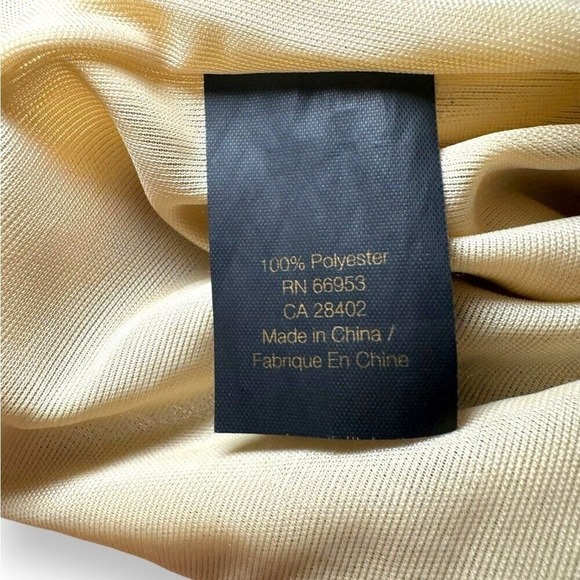 100% Polyester
RN 66953
CA 28402
Made in China /
Fabrique En Chine